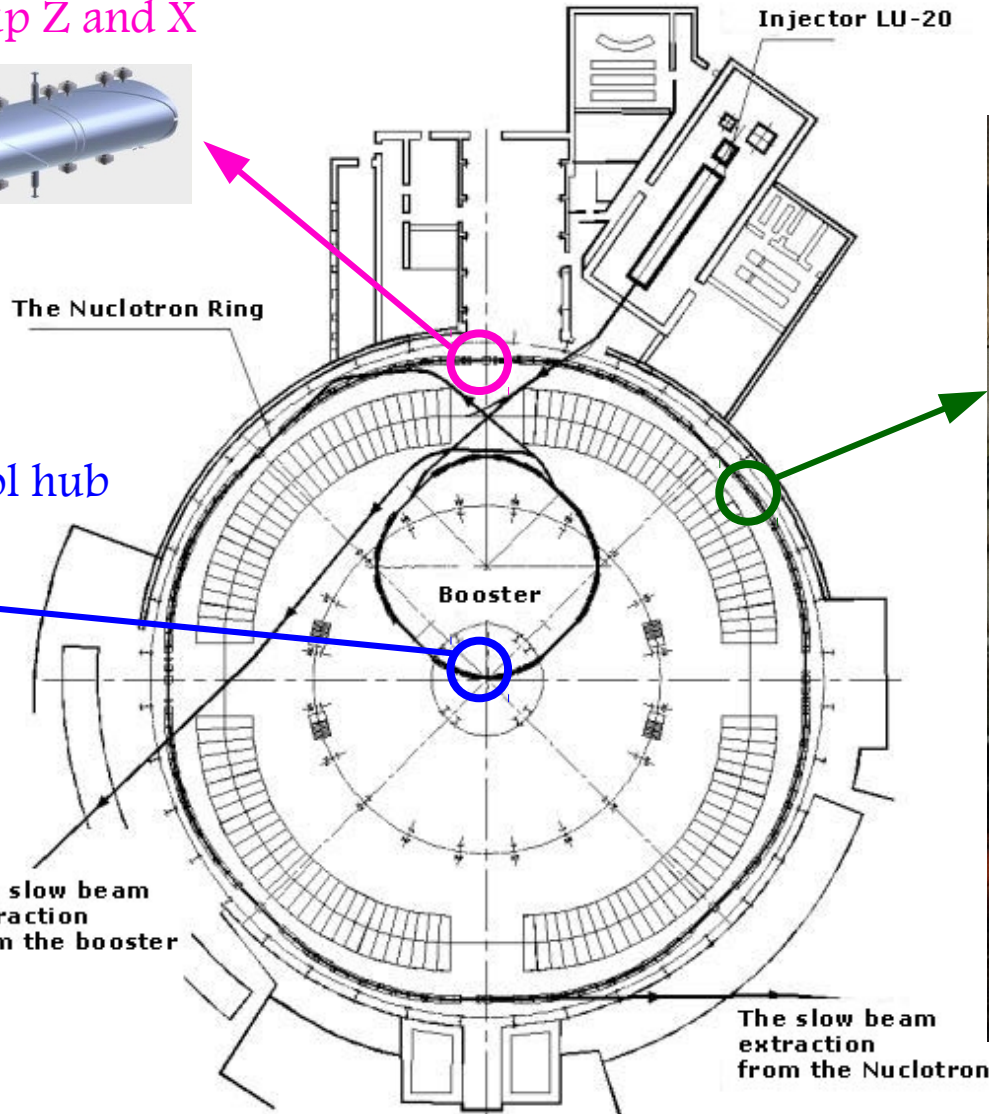 p Z and X
Injector LU-20
The Nuclotron Ring
hub
Booster
slow beam
the booster
The slow beam
extraction
from the Nuclotron